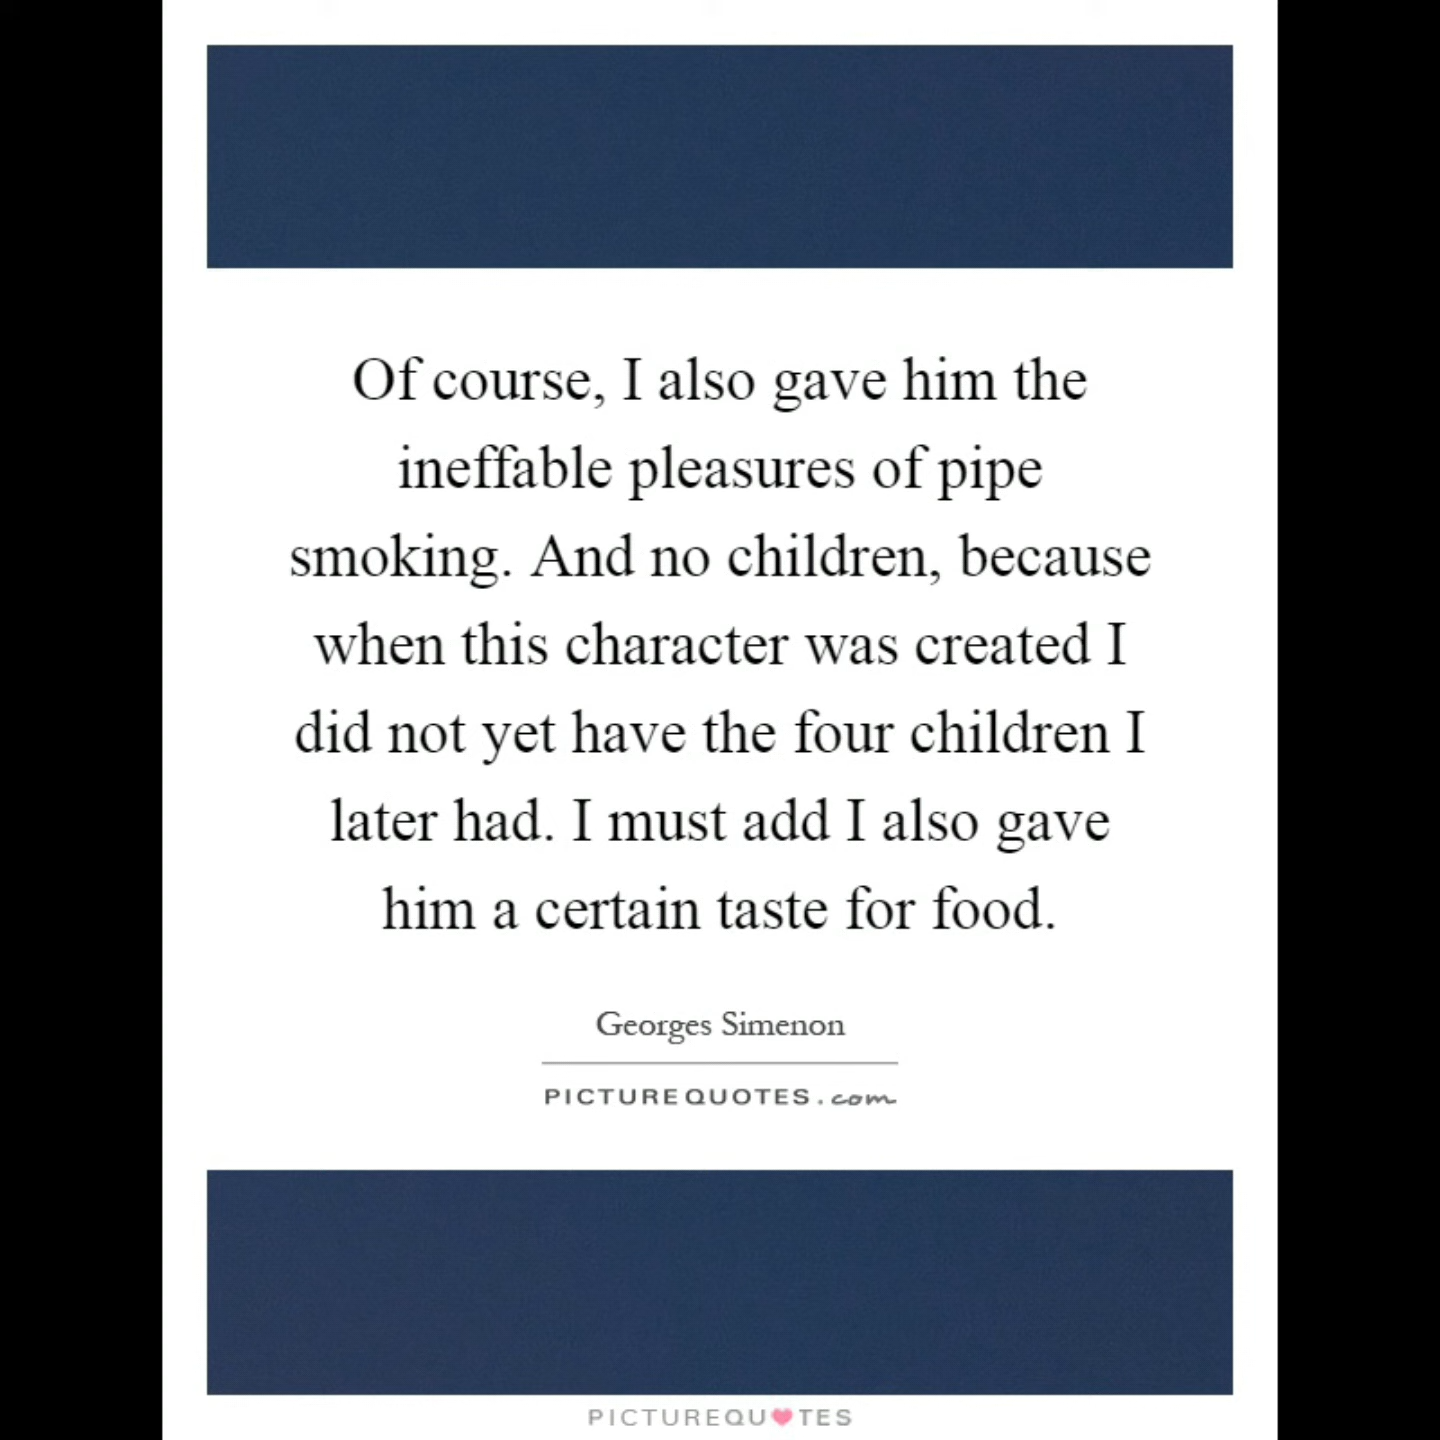 Of course, I also gave him the
ineffable pleasures of pipe
smoking. And no children, because
when this character was created I
did not yet have the four children I
later had. I must add I also gave
him a certain taste for food.
Georges Simenon
PICTUREQUOTES.com
PICTUREQU♥TES